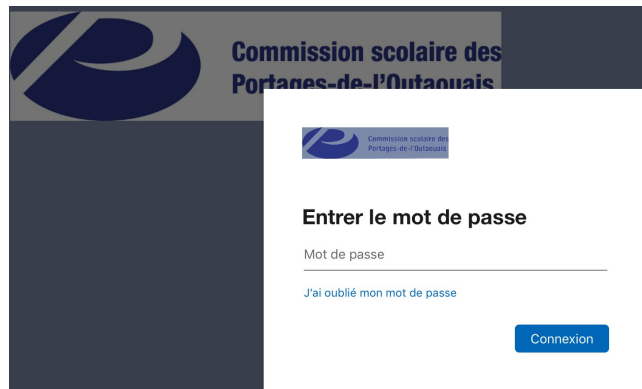 Commission scolaire des
Portages-de-l'Outaouais
Commission scolaire des
Portages-de-l'Outaouais
Entrer le mot de passe
Mot de passe
J'ai oublié mon mot de passe
Connexion